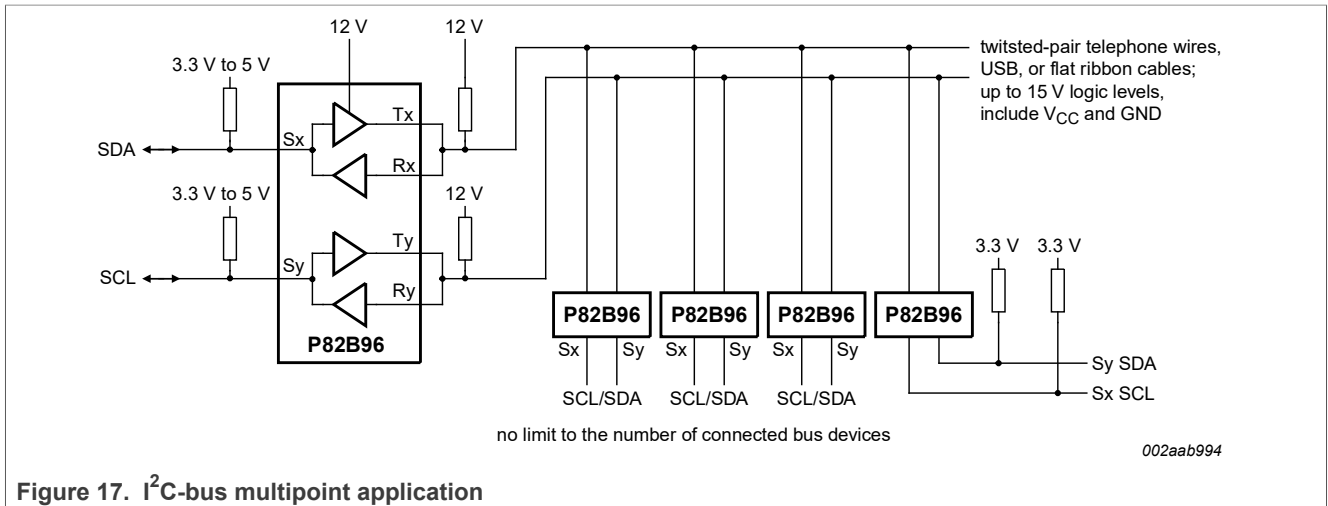 12 V
12 V
3.3 V to 5 V
twitsted-pair telephone wires,
USB, or flat ribbon cables;
up to 15 V logic levels,
include VCC and GND
Tx
Sx
SDA
Rx
3.3 V to 5 V
12 V
Ty
Sy
SCL
Ry
P82B96
3.3 V 3.3 V
P82B96 P82B96 P82B96 P82B96
Sx Sy Sx Sy Sx Sy
Sy SDA
Sx SCL
SCL/SDA SCL/SDA SCL/SDA
no limit to the number of connected bus devices
002aab994
Figure 17. I²C-bus multipoint application